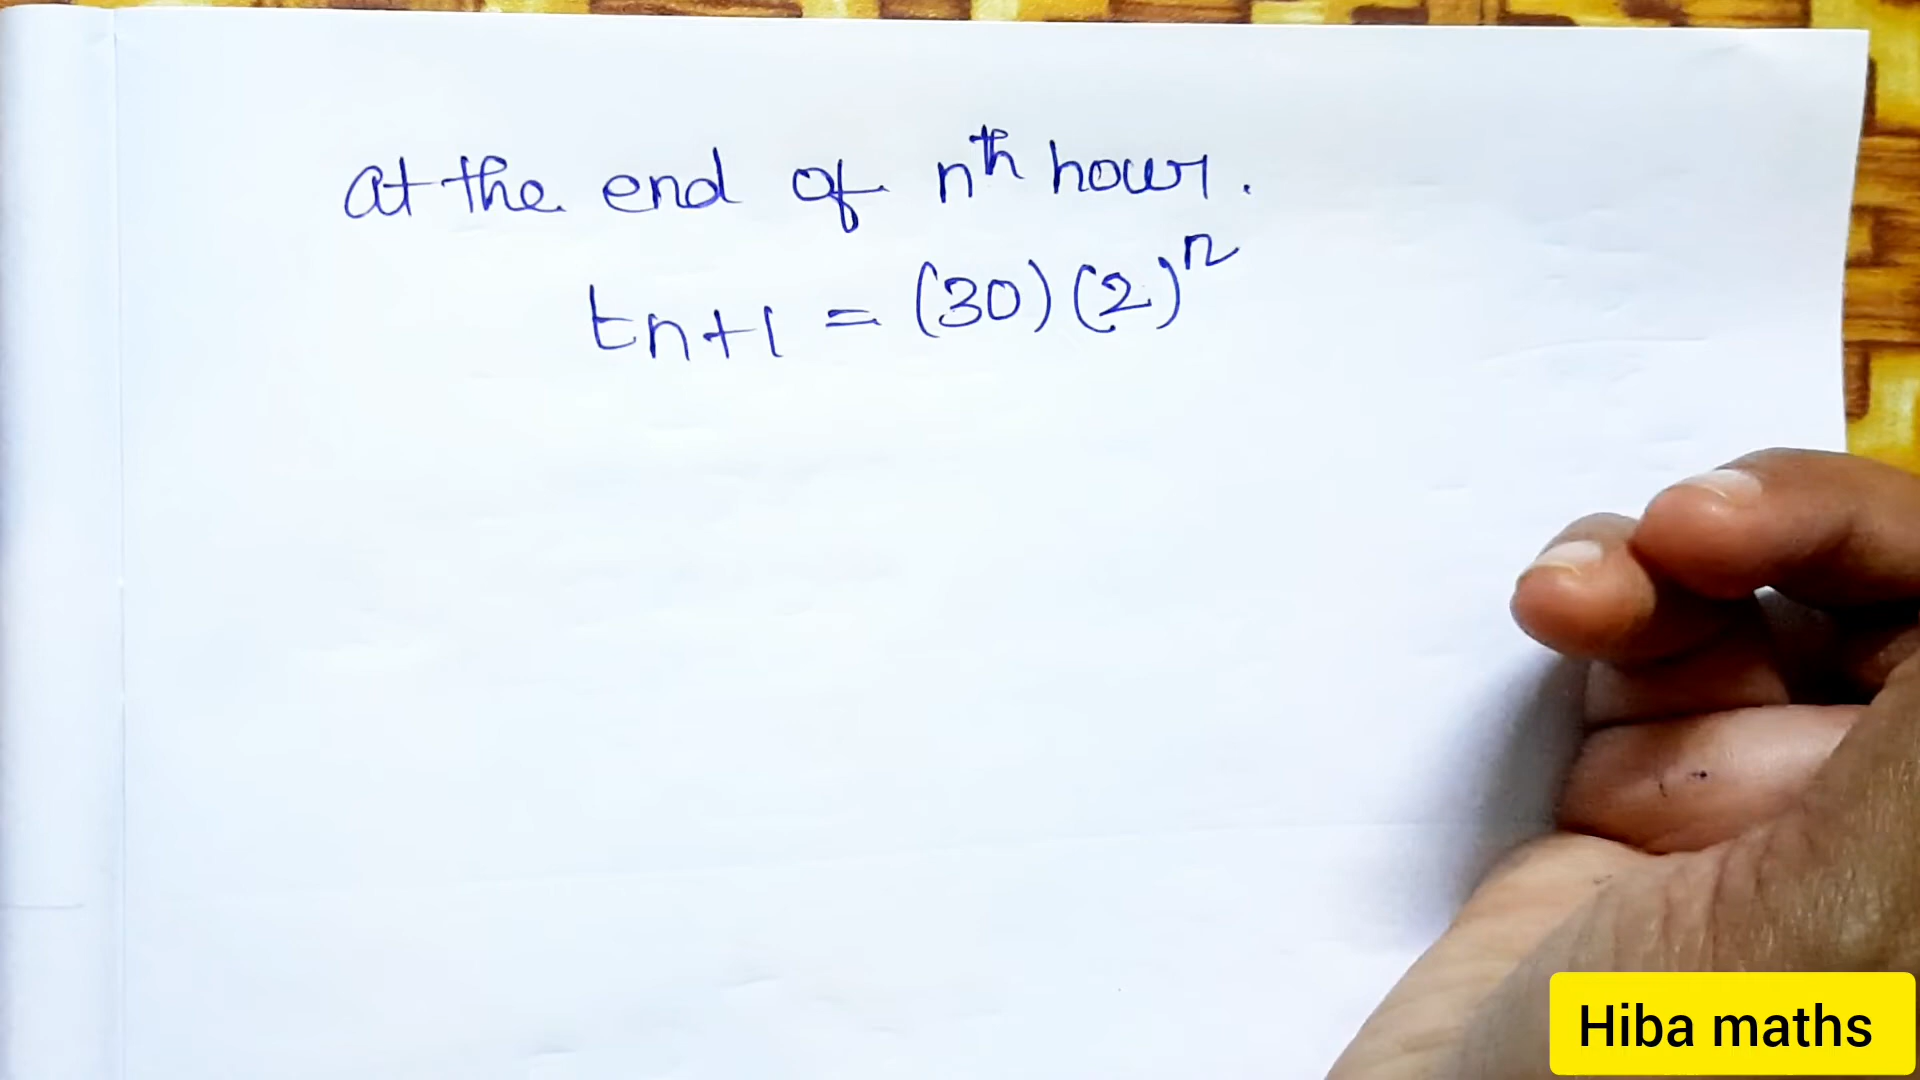 at the end of nth hour.
tn+1 = (30) (2)^n
Hiba maths